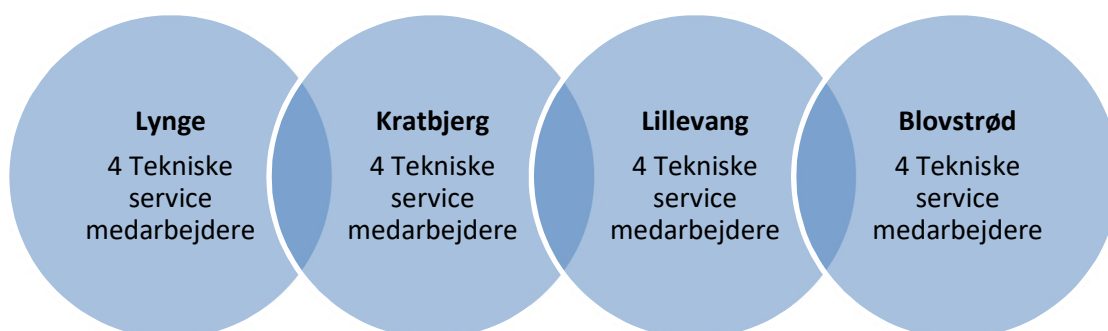 Lynge
4 Tekniske
service
medarbejdere
Kratbjerg
4 Tekniske
service
medarbejdere
Lillevang
4 Tekniske
service
medarbejdere
Blovstrød
4 Tekniske
service
medarbejdere